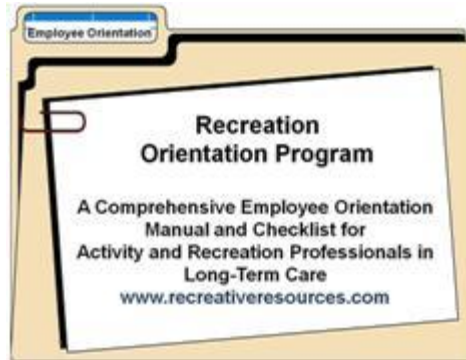 Employee Orientation
Recreation
Orientation Program
A Comprehensive Employee Orientation
Manual and Checklist for
Activity and Recreation Professionals in
Long-Term Care
www.recreativeresources.com